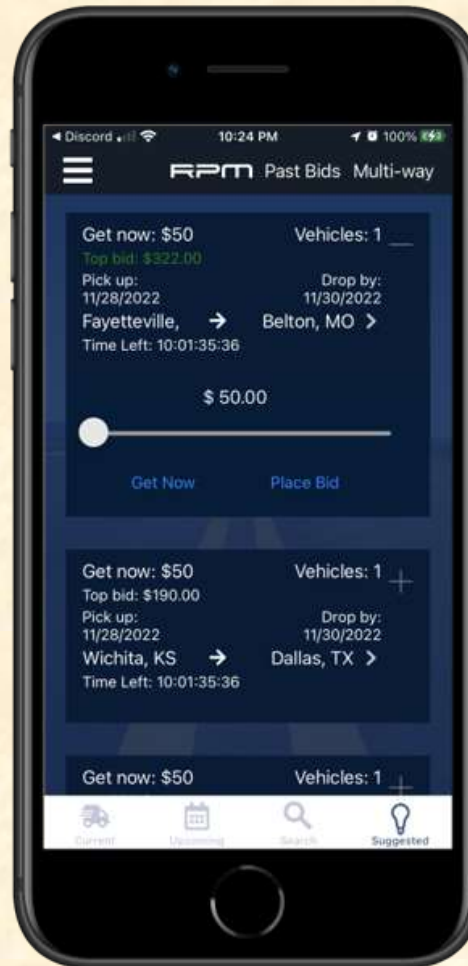 Discord 10:24 PM 100%
RPM Past Bids Multi-way
Get now: $50 Vehicles: 1
Top bid: $322.00
Pick up: Drop by:
11/28/2022 11/30/2022
Fayetteville, → Belton, MO >
Time Left: 10:01:35:36
$ 50.00
Get Now Place Bid
Get now: $50 Vehicles: 1
Top bid: $190.00
Pick up: Drop by:
11/28/2022 11/30/2022
Wichita, KS → Dallas, TX >
Time Left: 10:01:35:36
Get now: $50 Vehicles: 1
Current Upcoming Search Suggested